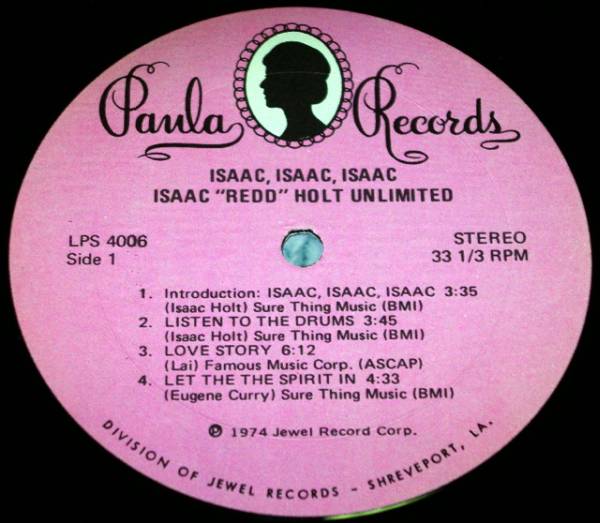 Paula Records
ISAAC, ISAAC, ISAAC
ISAAC "REDD" HOLT UNLIMITED
LPS 4006
Side 1
STEREO
33 1/3 RPM
1. Introduction: ISAAC, ISAAC, ISAAC 3:35
(Isaac Holt) Sure Thing Music (BMI)
2. LISTEN TO THE DRUMS 3:45
(Isaac Holt) Sure Thing Music (BMI)
3. LOVE STORY 6:12
(Lai) Famous Music Corp. (ASCAP)
4. LET THE THE SPIRIT IN 4:33
(Eugene Curry) Sure Thing Music (BMI)
℗ 1974 Jewel Record Corp.
DIVISION OF JEWEL RECORDS – SHREVEPORT, LA.